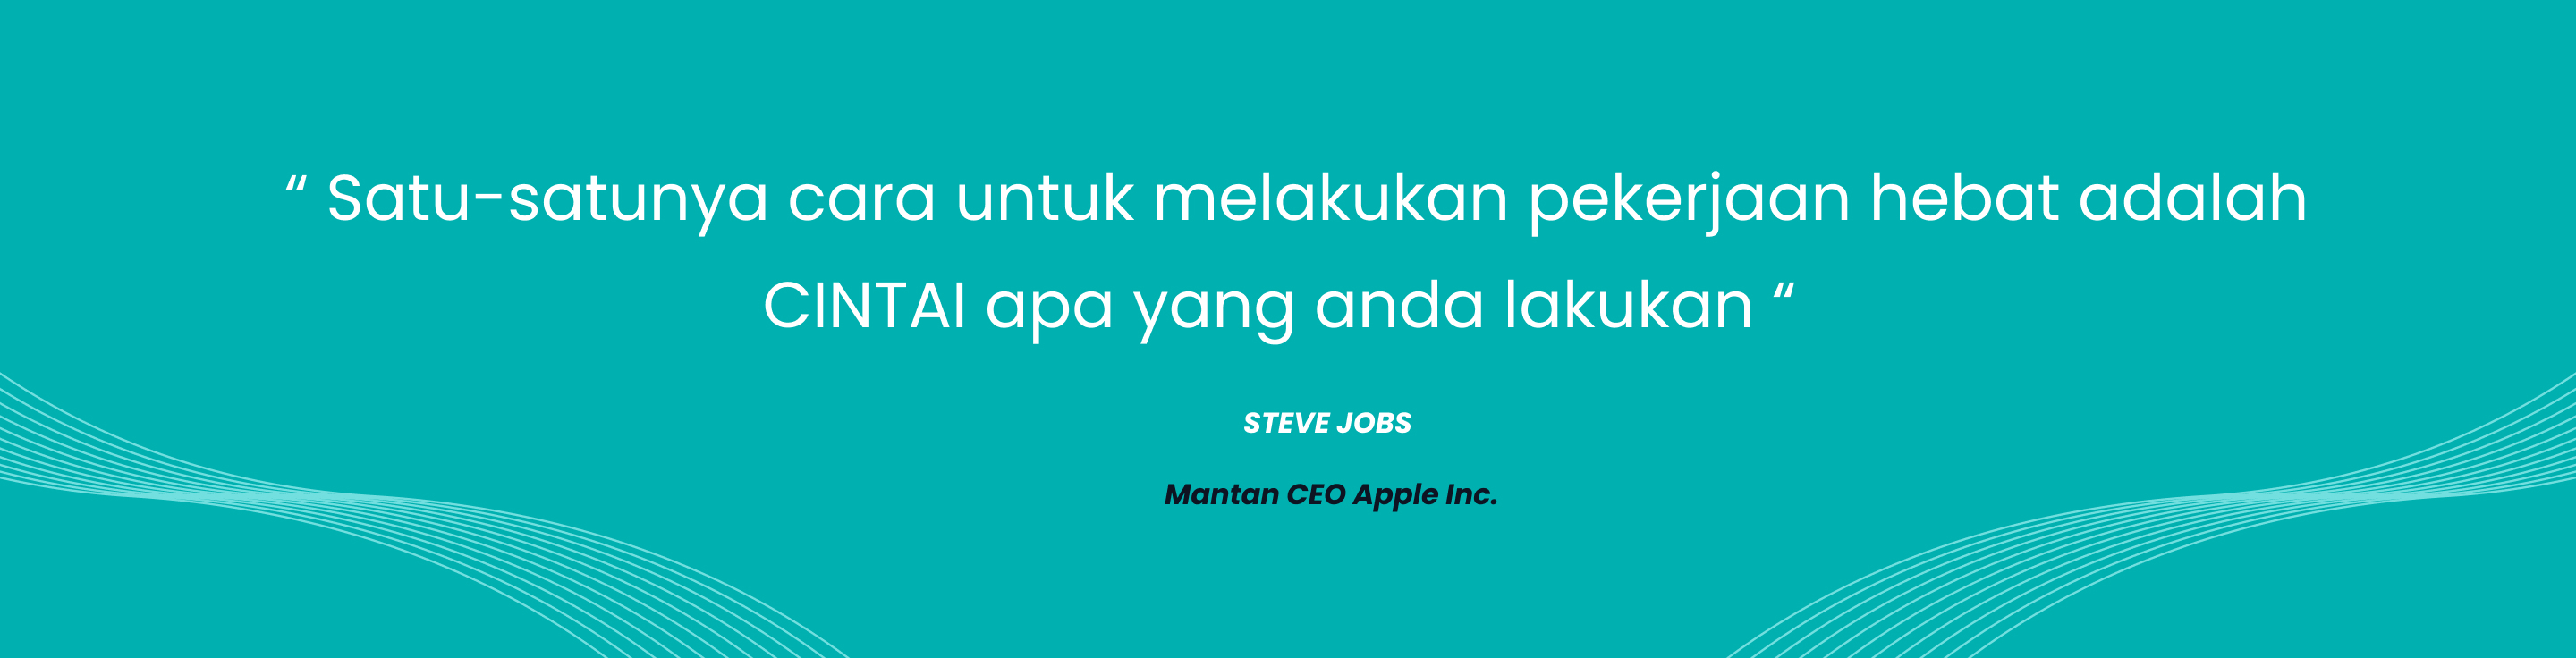 “ Satu-satunya cara untuk melakukan pekerjaan hebat adalah
CINTAI apa yang anda lakukan “
STEVE JOBS
Mantan CEO Apple Inc.